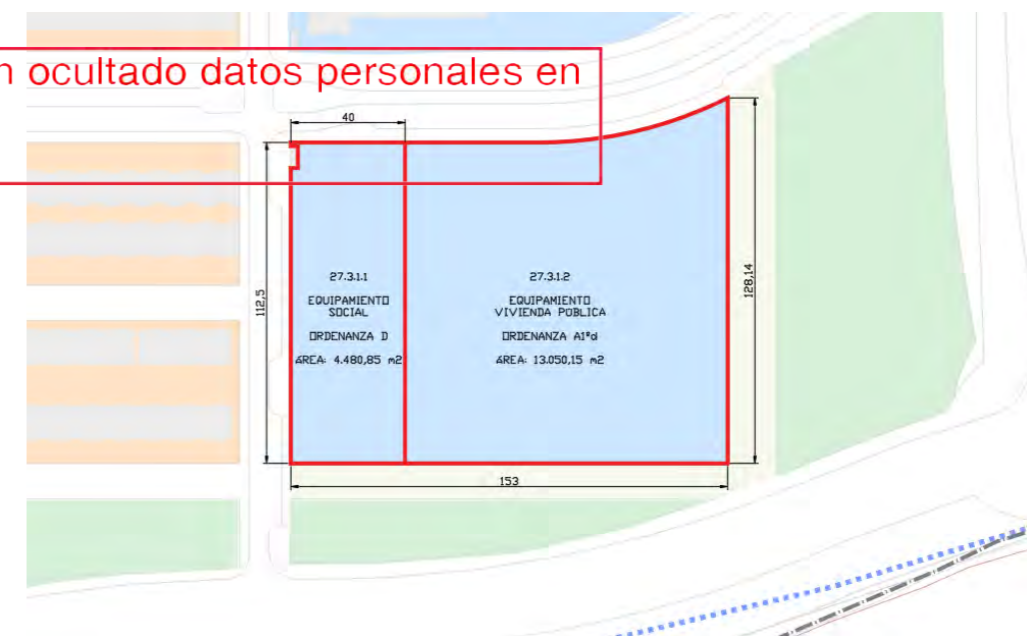 n ocultado datos personales en
40
112,5
128,14
27.3.1.1
EQUIPAMIENTO
SOCIAL
ORDENANZA D
ÁREA: 4.480,85 m2
27.3.1.2
EQUIPAMIENTO
VIVIENDA PÚBLICA
ORDENANZA A1ºd
ÁREA: 13.050,15 m2
153